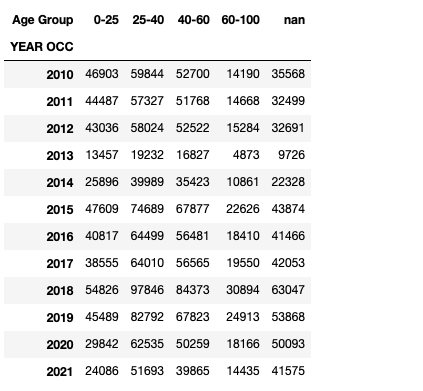 Age Group 0-25 25-40 40-60 60-100 nan
YEAR OCC
2010 46903 59844 52700 14190 35568
2011 44487 57327 51768 14668 32499
2012 43036 58024 52522 15284 32691
2013 13457 19232 16827 4873 9726
2014 25896 39989 35423 10861 22328
2015 47609 74689 67877 22626 43874
2016 40817 64499 56481 18410 41466
2017 38555 64010 56565 19550 42053
2018 54826 97846 84373 30894 63047
2019 45489 82792 67823 24913 53868
2020 29842 62535 50259 18166 50093
2021 24086 51693 39865 14435 41575